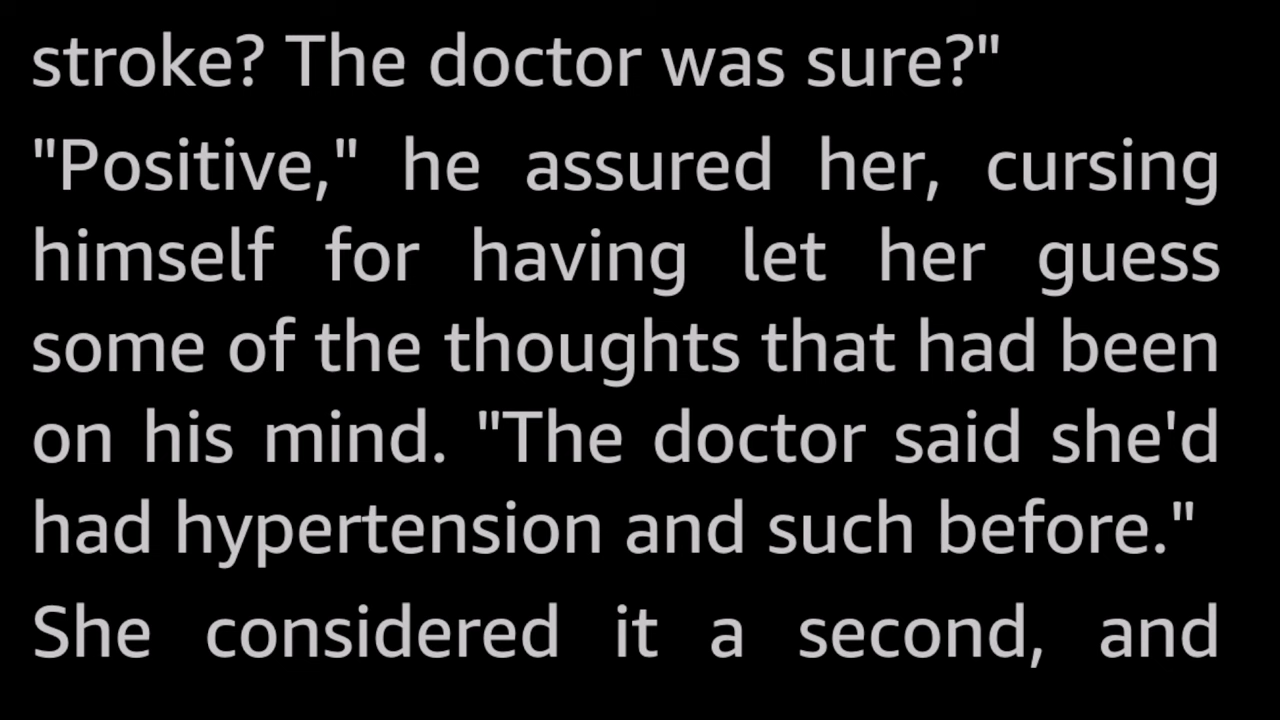 stroke? The doctor was sure?"
"Positive," he assured her, cursing
himself for having let her guess
some of the thoughts that had been
on his mind. "The doctor said she'd
had hypertension and such before."
She considered it a second, and